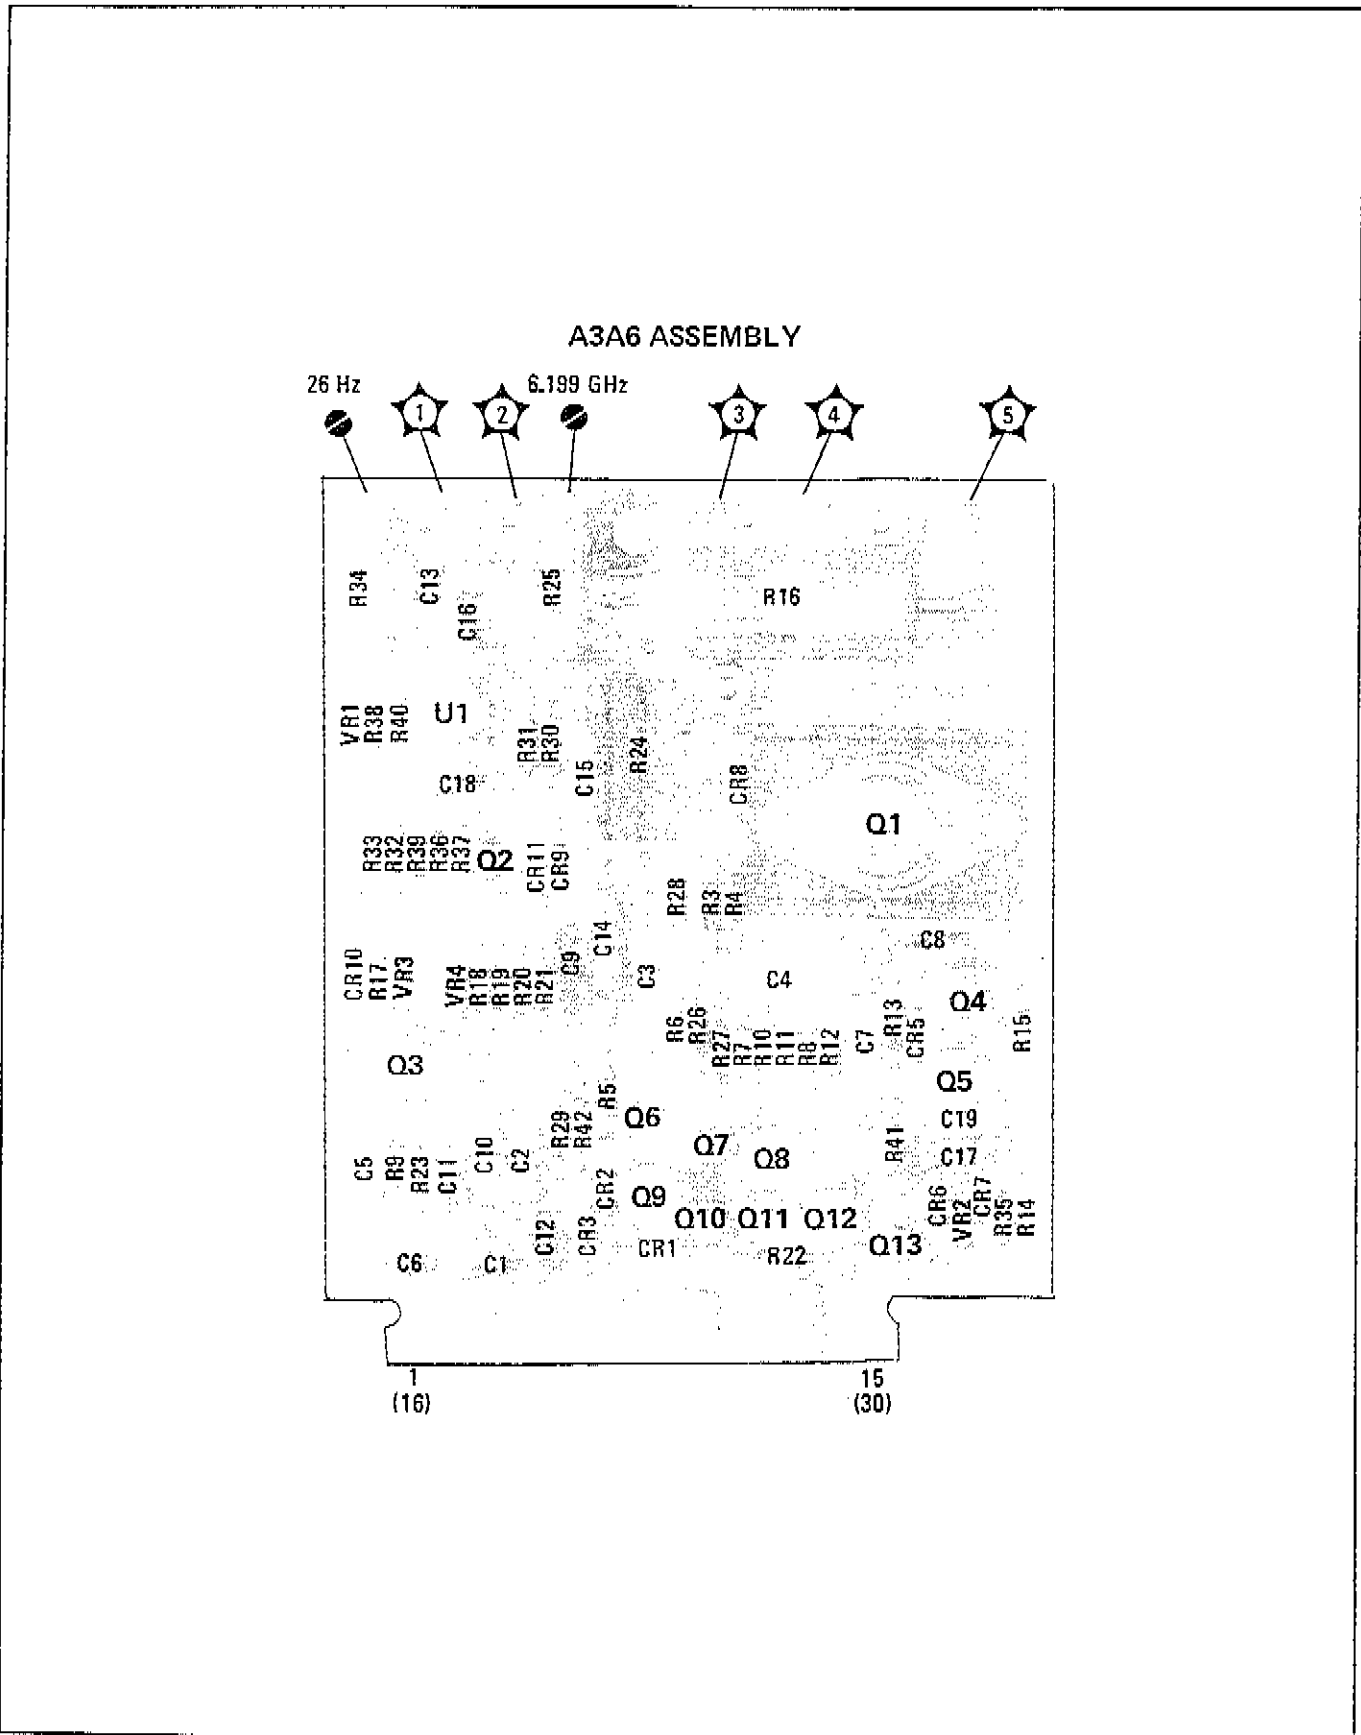 A3A6 ASSEMBLY
26 Hz 1 2 6.199 GHz 3 4 5
R34 C13 C16 R25 R16
VR1 R38 R40 U1 R31 R30 C15 R24 CR8
C18
Q1
R33 R32 R39 R36 R37 Q2 CR11 CR9
R28 R3 R4
C14 C8
CR10 R17 VR3 VR4 R18 R19 R20 R21 C9 C3 C4
Q4
R6 R26 R27 R7 R10 R11 R8 R12 C7 R13 CR5 R15
Q3 Q5
R29 R42 R5 Q6 C19
Q7 Q8 R41 C17
C5 R9 R23 C11 C10 C2
CR2 Q9 CR6 VR2 CR7 R35 R14
Q10 Q11 Q12
C12 CR3 CR1 R22 Q13
C6 C1
1 15
(16) (30)